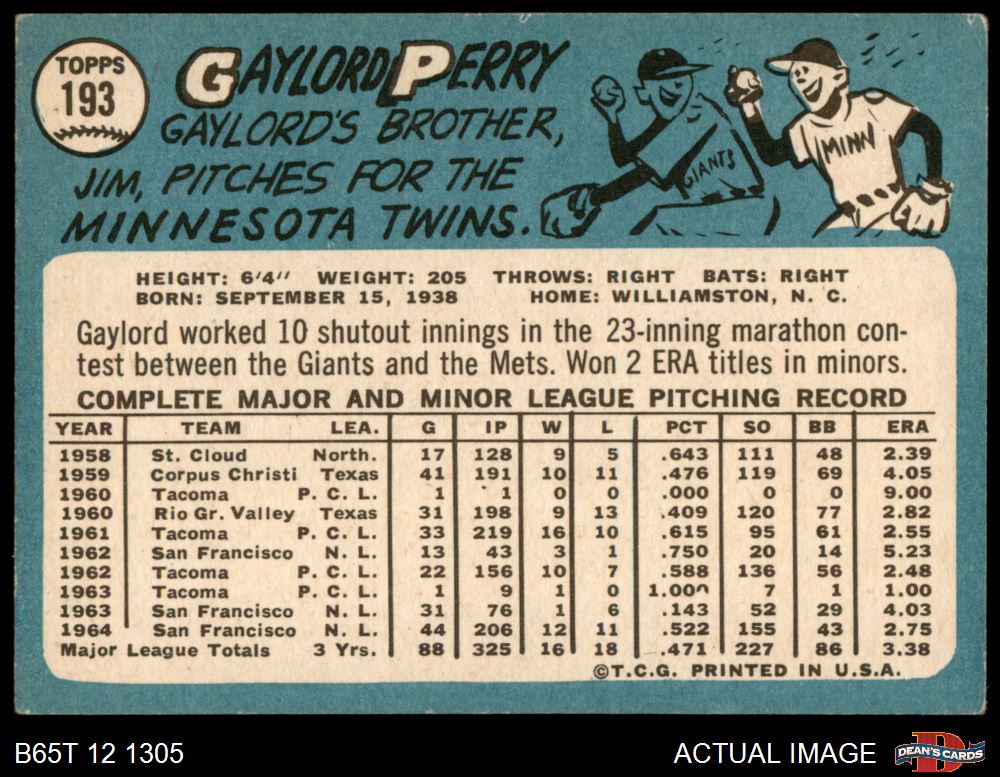 TOPPS
193
GAYLORD PERRY
GAYLORD'S BROTHER,
JIM, PITCHES FOR THE
MINNESOTA TWINS.
GIANTS
MINN
HEIGHT: 6'4" WEIGHT: 205 THROWS: RIGHT BATS: RIGHT
BORN: SEPTEMBER 15, 1938 HOME: WILLIAMSTON, N. C.
Gaylord worked 10 shutout innings in the 23-inning marathon con-
test between the Giants and the Mets. Won 2 ERA titles in minors.
COMPLETE MAJOR AND MINOR LEAGUE PITCHING RECORD
YEAR TEAM LEA. G IP W L PCT SO BB ERA
1958 St. Cloud North. 17 128 9 5 .643 111 48 2.39
1959 Corpus Christi Texas 41 191 10 11 .476 119 69 4.05
1960 Tacoma P. C. L. 1 1 0 0 .000 0 0 9.00
1960 Rio Gr. Valley Texas 31 198 9 13 .409 120 77 2.82
1961 Tacoma P. C. L. 33 219 16 10 .615 95 61 2.55
1962 San Francisco N. L. 13 43 3 1 .750 20 14 5.23
1962 Tacoma P. C. L. 22 156 10 7 .588 136 56 2.48
1963 Tacoma P. C. L. 1 9 1 0 1.000 7 1 1.00
1963 San Francisco N. L. 31 76 1 6 .143 52 29 4.03
1964 San Francisco N. L. 44 206 12 11 .522 155 43 2.75
Major League Totals 3 Yrs. 88 325 16 18 .471 227 86 3.38
©T.C.G. PRINTED IN U.S.A.
B65T 12 1305
ACTUAL IMAGE
DEAN'S CARDS